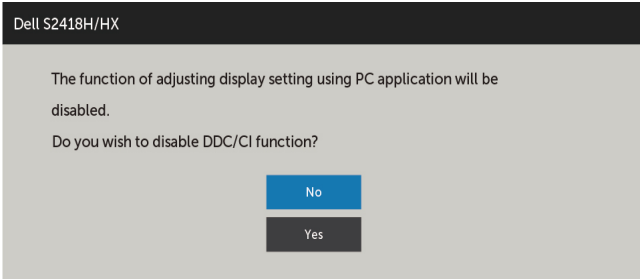 Dell S2418H/HX
The function of adjusting display setting using PC application will be
disabled.
Do you wish to disable DDC/CI function?
No
Yes